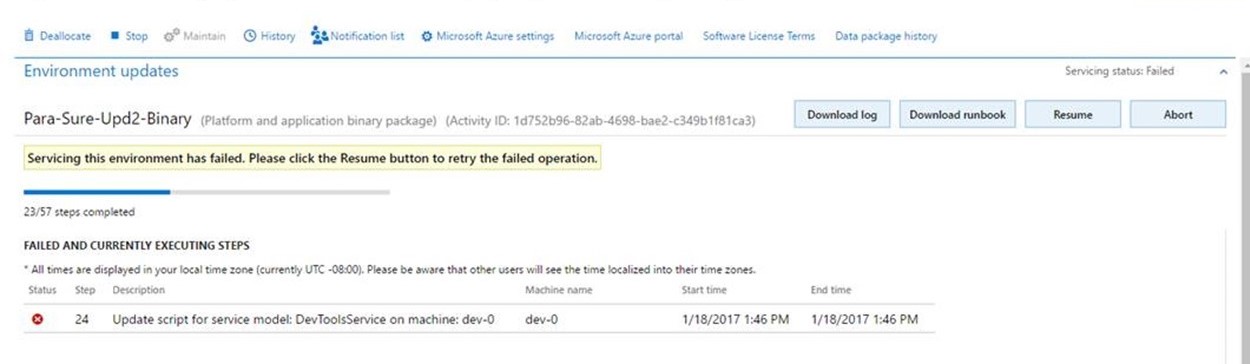 Deallocate Stop Maintain History Notification list Microsoft Azure settings Microsoft Azure portal Software License Terms Data package history
Environment updates Servicing status: Failed
Para-Sure-Upd2-Binary (Platform and application binary package) (Activity ID: 1d752b96-82ab-4698-bae2-c349b1f81ca3) Download log Download runbook Resume Abort
Servicing this environment has failed. Please click the Resume button to retry the failed operation.
23/57 steps completed
FAILED AND CURRENTLY EXECUTING STEPS
* All times are displayed in your local time zone (currently UTC -08:00). Please be aware that other users will see the time localized into their time zones.
Status Step Description Machine name Start time End time
24 Update script for service model: DevToolsService on machine: dev-0 dev-0 1/18/2017 1:46 PM 1/18/2017 1:46 PM